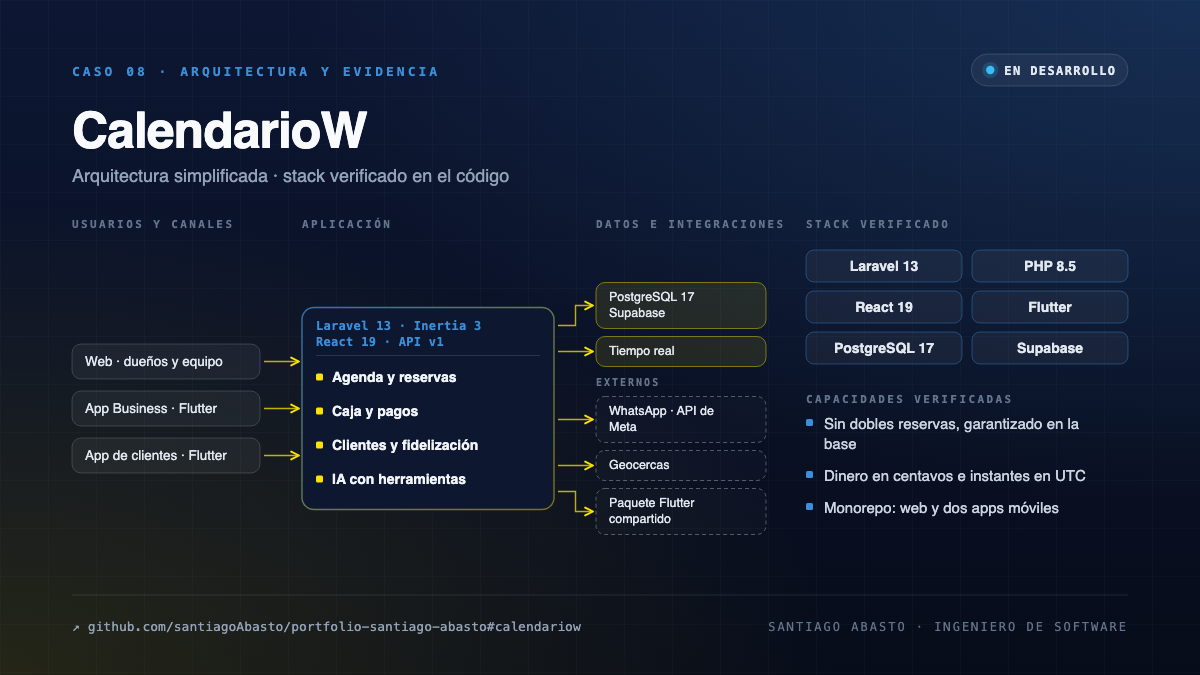 CASO 08 · ARQUITECTURA Y EVIDENCIA
EN DESARROLLO
CalendarioW
Arquitectura simplificada · stack verificado en el código
USUARIOS Y CANALES
Web · dueños y equipo
App Business · Flutter
App de clientes · Flutter
APLICACIÓN
Laravel 13 · Inertia 3
React 19 · API v1
Agenda y reservas
Caja y pagos
Clientes y fidelización
IA con herramientas
DATOS E INTEGRACIONES
PostgreSQL 17
Supabase
Tiempo real
EXTERNOS
WhatsApp · API de
Meta
Geocercas
Paquete Flutter
compartido
STACK VERIFICADO
Laravel 13
PHP 8.5
React 19
Flutter
PostgreSQL 17
Supabase
CAPACIDADES VERIFICADAS
Sin dobles reservas, garantizado en la
base
Dinero en centavos e instantes en UTC
Monorepo: web y dos apps móviles
↗ github.com/santiagoAbasto/portfolio-santiago-abasto#calendariow
SANTIAGO ABASTO · INGENIERO DE SOFTWARE